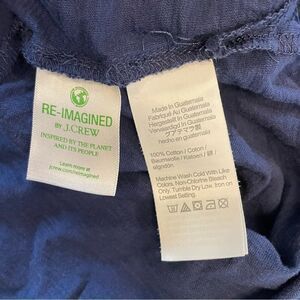 RE-IMAGINED
BY J.CREW
INSPIRED BY THE PLANET
AND ITS PEOPLE
Learn more at
jcrew.com/reimagined
Made in Guatemala
Fabriqué en Guatemala
Hergestellt in Guatemala
Vervaardigd in Guatemala
グアテマラ製
hecho en guatemala
100% Cotton / Coton /
Baumwolle / Katoen / 綿 /
algodon.
Machine Wash Cold With Like
Colors. Non-Chlorine Bleach
Only. Tumble Dry Low. Iron on
Lowest Setting.